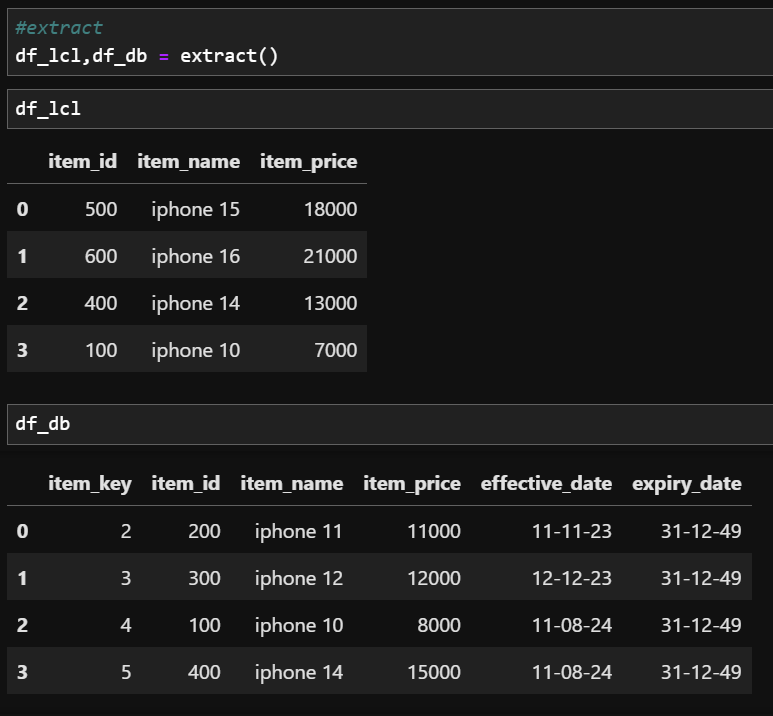 #extract
df_lcl,df_db = extract()
df_lcl
item_id item_name item_price
0 500 iphone 15 18000
1 600 iphone 16 21000
2 400 iphone 14 13000
3 100 iphone 10 7000
df_db
item_key item_id item_name item_price effective_date expiry_date
0 2 200 iphone 11 11000 11-11-23 31-12-49
1 3 300 iphone 12 12000 12-12-23 31-12-49
2 4 100 iphone 10 8000 11-08-24 31-12-49
3 5 400 iphone 14 15000 11-08-24 31-12-49